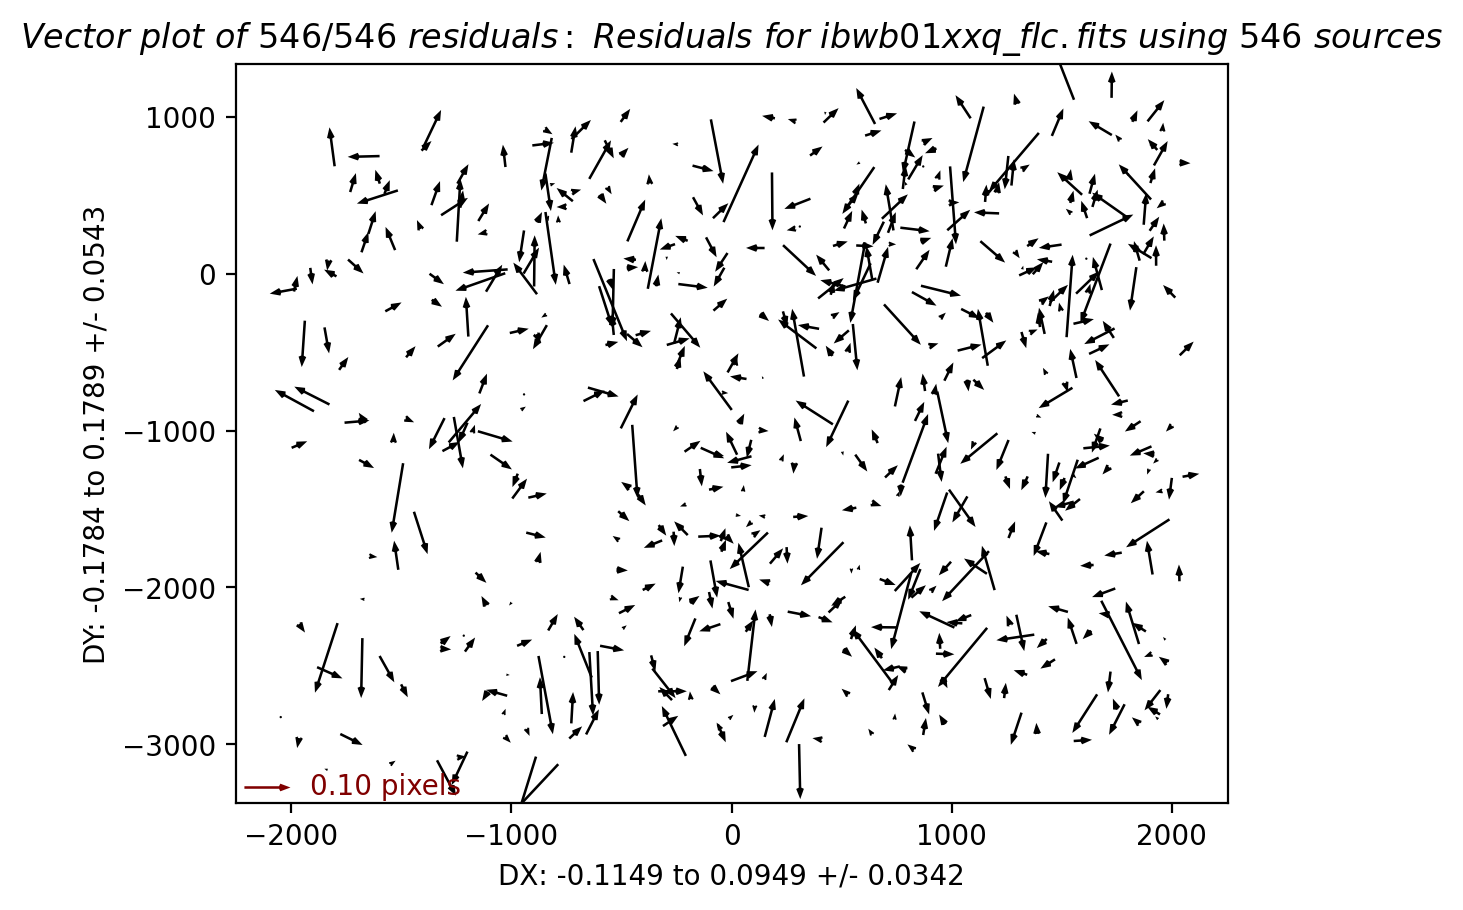 Vector plot of 546/546 residuals: Residuals for ibwb01xxq_flc.fits using 546 sources
1000
0
−1000
−2000
−3000
DY: -0.1784 to 0.1789 +/- 0.0543
0.10 pixels
−2000
−1000
0
1000
2000
DX: -0.1149 to 0.0949 +/- 0.0342